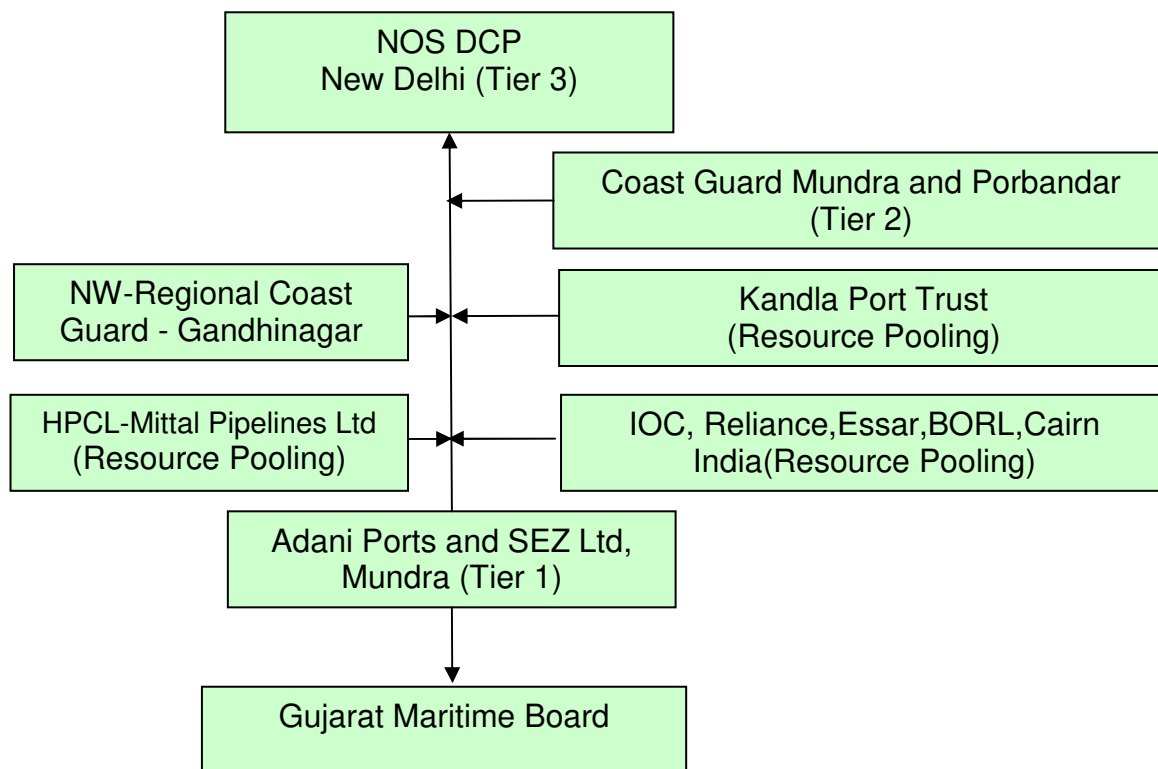 NOS DCP
New Delhi (Tier 3)
Coast Guard Mundra and Porbandar
(Tier 2)
NW-Regional Coast
Guard - Gandhinagar
Kandla Port Trust
(Resource Pooling)
HPCL-Mittal Pipelines Ltd
(Resource Pooling)
IOC, Reliance,Essar,BORL,Cairn
India(Resource Pooling)
Adani Ports and SEZ Ltd,
Mundra (Tier 1)
Gujarat Maritime Board